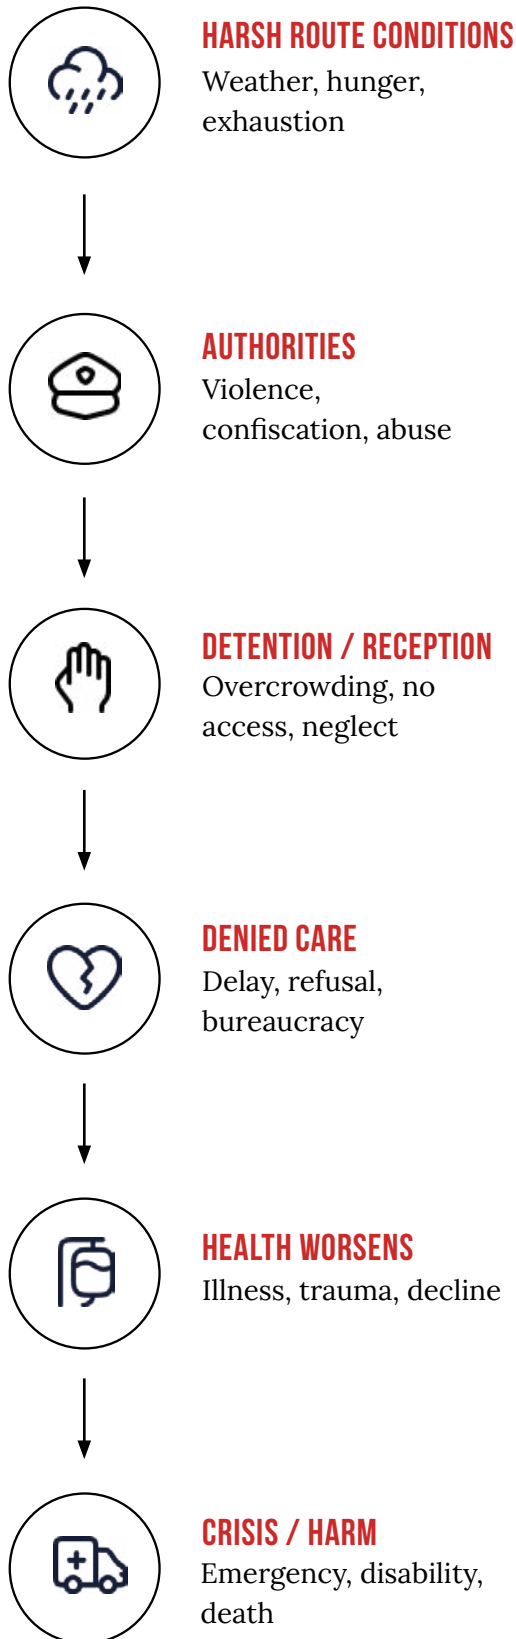 HARSH ROUTE CONDITIONS
Weather, hunger,
exhaustion
AUTHORITIES
Violence,
confiscation, abuse
DETENTION / RECEPTION
Overcrowding, no
access, neglect
DENIED CARE
Delay, refusal,
bureaucracy
HEALTH WORSENS
Illness, trauma, decline
CRISIS / HARM
Emergency, disability,
death